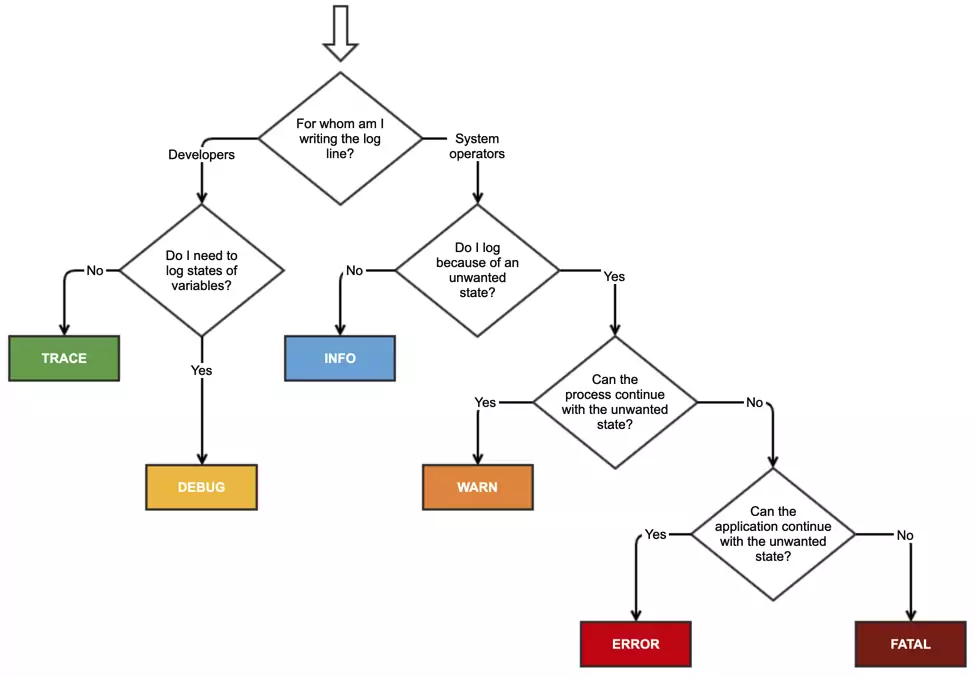 For whom am I
writing the log
line?
Developers
System
operators
Do I need to
log states of
variables?
Do I log
because of an
unwanted
state?
No
No
Yes
TRACE
INFO
Yes
Can the
process continue
with the unwanted
state?
Yes
No
DEBUG
WARN
Can the
application continue
with the unwanted
state?
Yes
No
ERROR
FATAL